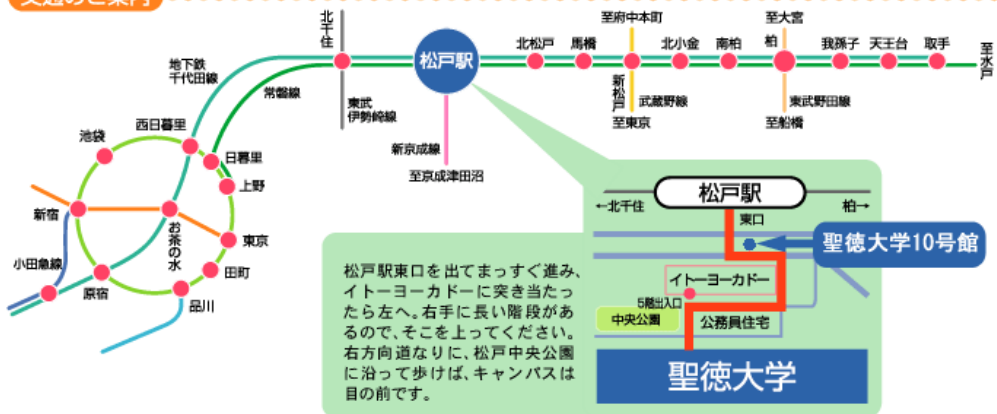 交通のご案内
北千住
松戸駅
北松戸
馬橋
至府中本町
新松戸
北小金
南柏
至大宮
柏
我孫子
天王台
取手
至水戸
地下鉄
千代田線
常磐線
東武
伊勢崎線
武蔵野線
至東京
東武野田線
至船橋
新京成線
至京成津田沼
池袋
西日暮里
日暮里
上野
新宿
お茶の水
東京
小田急線
田町
原宿
品川
松戸駅
←北千住
柏→
東口
聖徳大学10号館
イトーヨーカドー
5階出入口
中央公園
公務員住宅
聖徳大学
松戸駅東口を出てまっすぐ進み、
イトーヨーカドーに突き当たっ
たら左へ。右手に長い階段があ
るので、そこを上ってください。
右方向道なりに、松戸中央公園
に沿って歩けば、キャンパスは
目の前です。